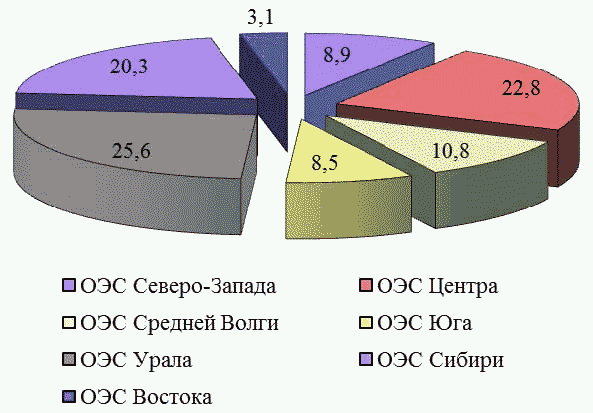 3,1
8,9
20,3
22,8
25,6
10,8
8,5
ОЭС Северо-Запада
ОЭС Центра
ОЭС Средней Волги
ОЭС Юга
ОЭС Урала
ОЭС Сибири
ОЭС Востока